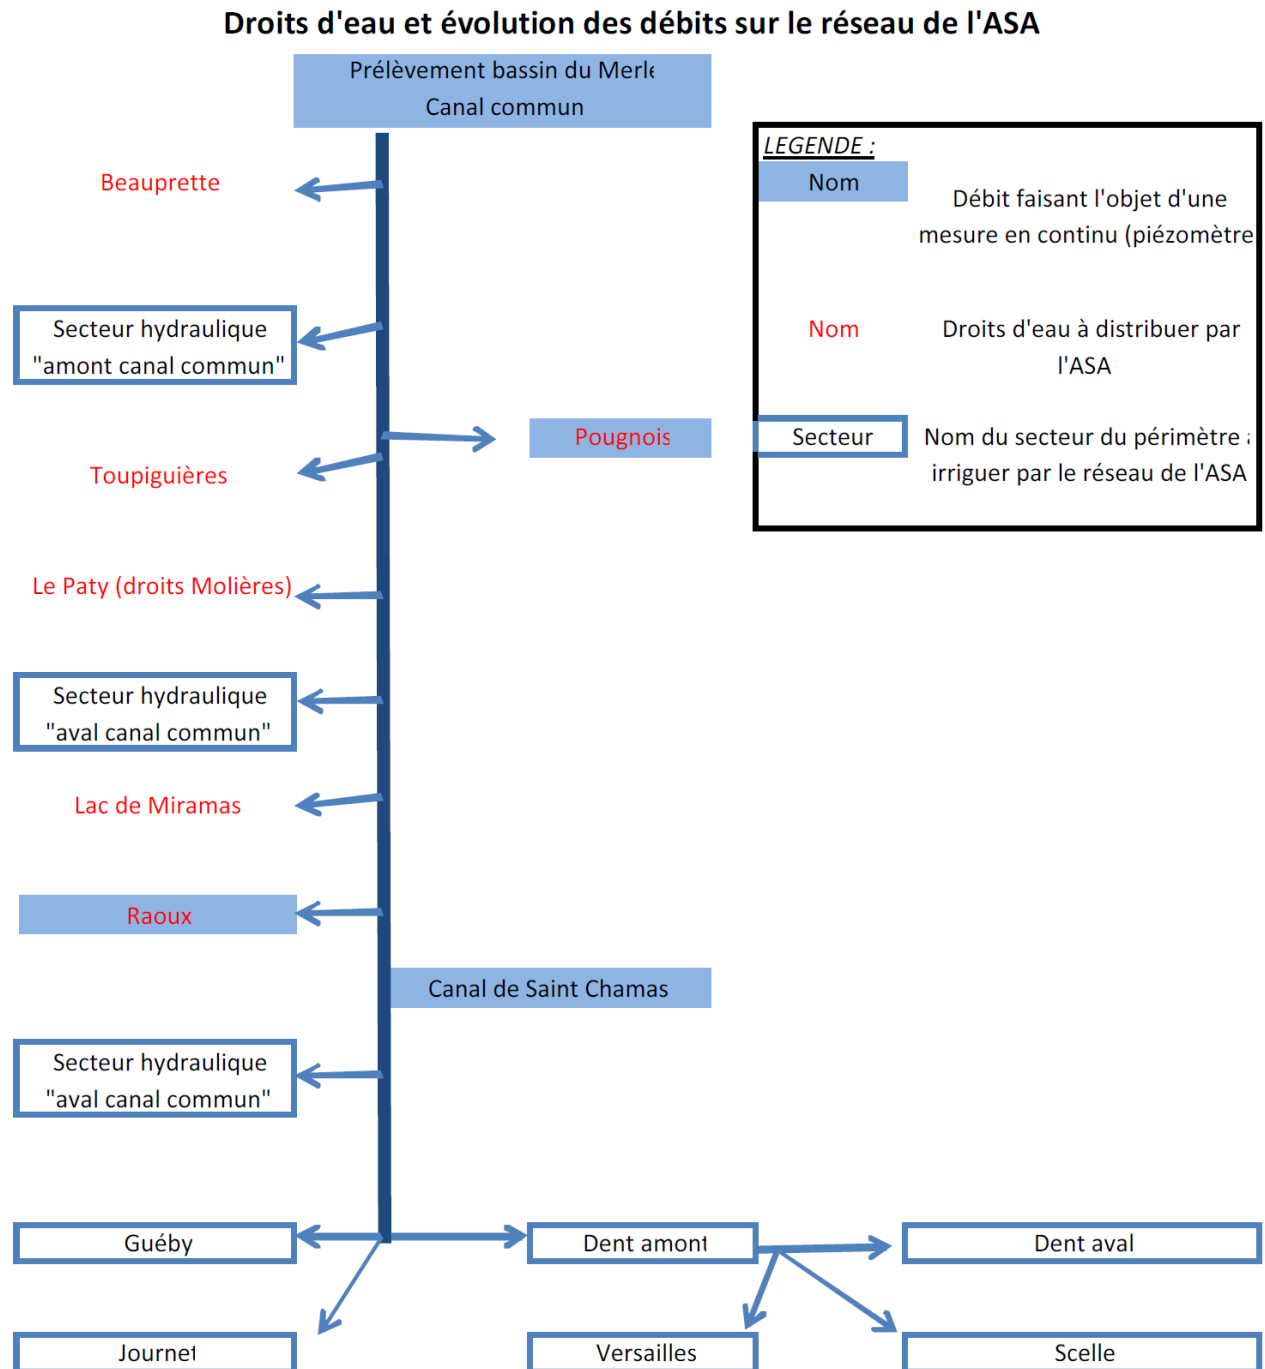 Droits d'eau et évolution des débits sur le réseau de l'ASA
Prélèvement bassin du Merle
Canal commun
LEGENDE :
Nom
Débit faisant l'objet d'une
mesure en continu (piézomètre
Nom
Droits d'eau à distribuer par
l'ASA
Secteur
Nom du secteur du périmètre à
irriguer par le réseau de l'ASA
Beauprette
Secteur hydraulique
"amont canal commun"
Pougnois
Toupiguières
Le Paty (droits Molières)
Secteur hydraulique
"aval canal commun"
Lac de Miramas
Raoux
Canal de Saint Chamas
Secteur hydraulique
"aval canal commun"
Guéby
Dent amont
Dent aval
Journet
Versailles
Scelle